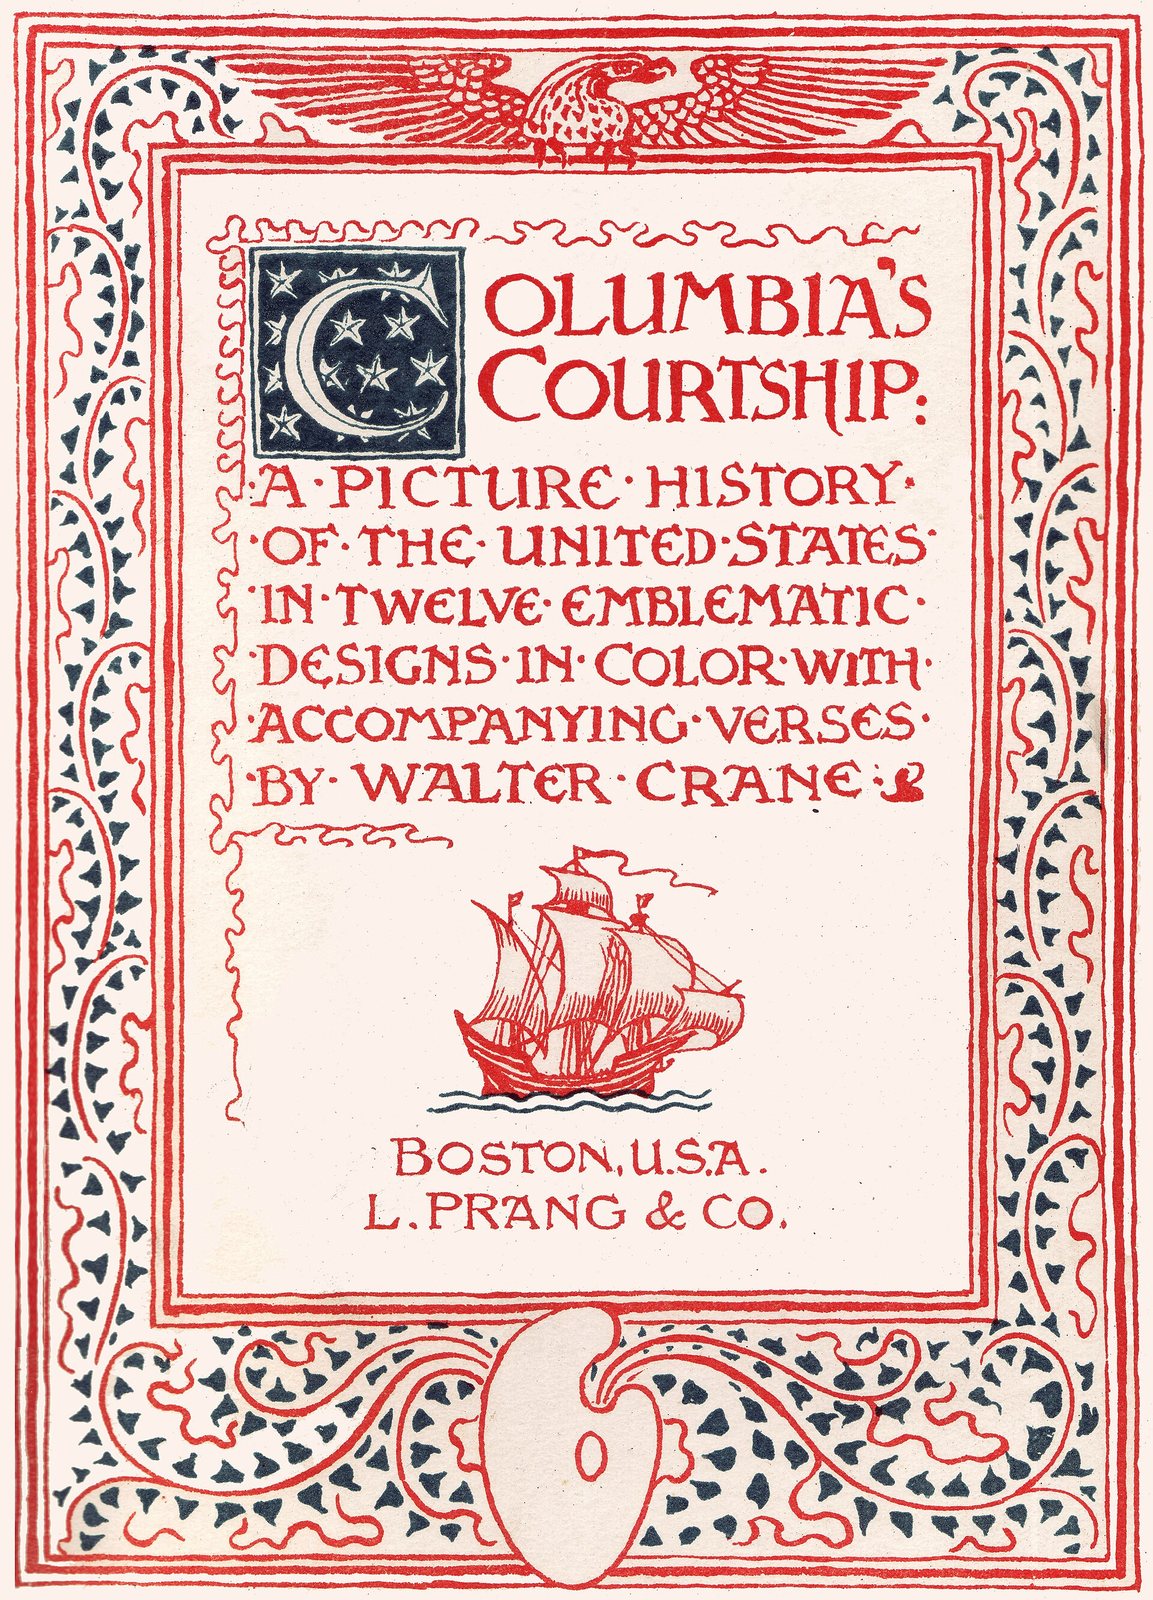 COLUMBIA'S
COURTSHIP:
·A·PICTURE·HISTORY·
·OF·THE·UNITED·STATES·
·IN·TWELVE·EMBLEMATIC·
·DESIGNS·IN·COLOR·WITH·
·ACCOMPANYING·VERSES·
·BY·WALTER·CRANE:
BOSTON, U.S.A.
L. PRANG & CO.